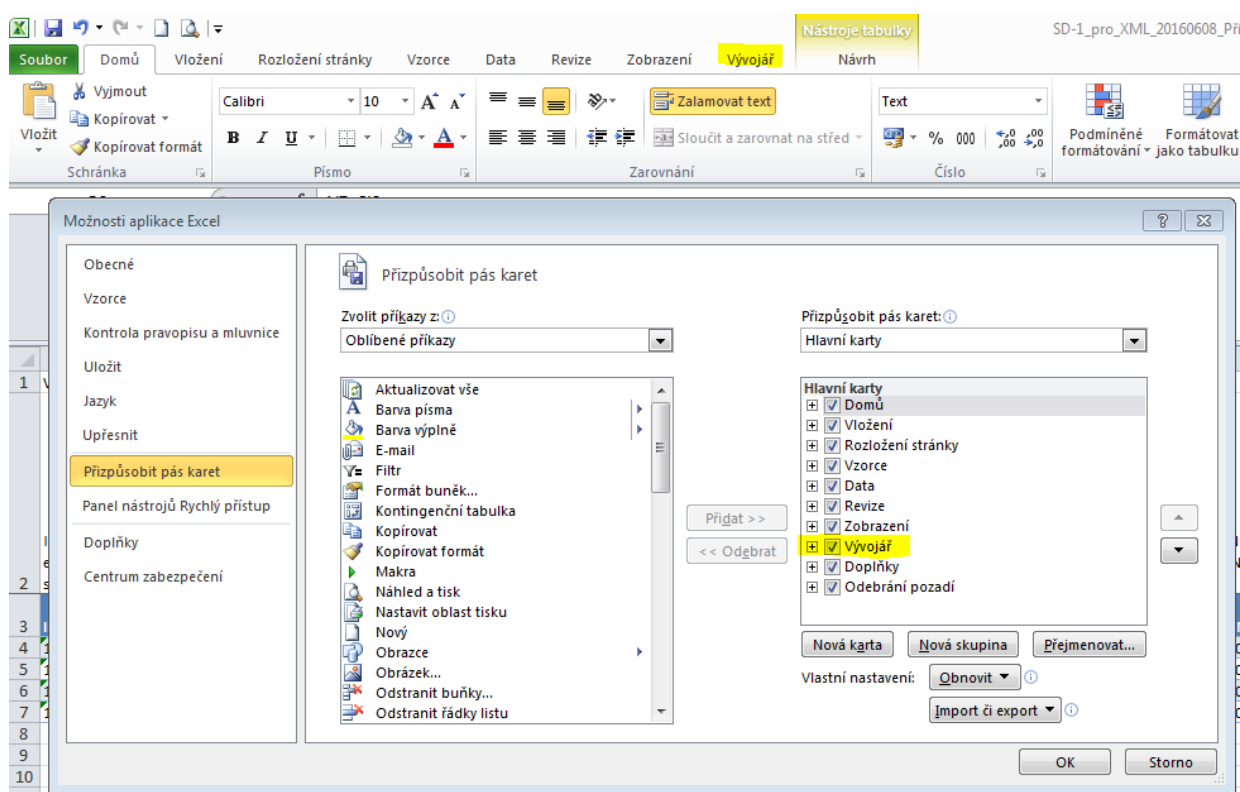 Nástroje tabulky
SD-1_pro_XML_20160608_Pří
Soubor Domů Vložení Rozložení stránky Vzorce Data Revize Zobrazení Vývojář Návrh
Vložit
Vyjmout
Kopírovat
Kopírovat formát
Schránka
Calibri 10 A A
B I U A
Písmo
Zalamovat text
Sloučit a zarovnat na střed
Zarovnání
Text
% 000 ,0 ,00 ,00 ,0
Číslo
Podmíněné formátování
Formátovat jako tabulku
Možnosti aplikace Excel
Obecné
Vzorce
Kontrola pravopisu a mluvnice
Uložit
Jazyk
Upřesnit
Přizpůsobit pás karet
Panel nástrojů Rychlý přístup
Doplňky
Centrum zabezpečení
Přizpůsobit pás karet
Zvolit příkazy z:
Oblíbené příkazy
Aktualizovat vše
Barva písma
Barva výplně
E-mail
Filtr
Formát buněk...
Kontingenční tabulka
Kopírovat
Kopírovat formát
Makra
Náhled a tisk
Nastavit oblast tisku
Nový
Obrazce
Obrázek...
Odstranit buňky...
Odstranit řádky listu
Přidat >>
<< Odebrat
Přizpůsobit pás karet:
Hlavní karty
Hlavní karty
Domů
Vložení
Rozložení stránky
Vzorce
Data
Revize
Zobrazení
Vývojář
Doplňky
Odebrání pozadí
Nová karta Nová skupina Přejmenovat...
Vlastní nastavení: Obnovit
Import či export
OK Storno
1
2
3
4
5
6
7
8
9
10